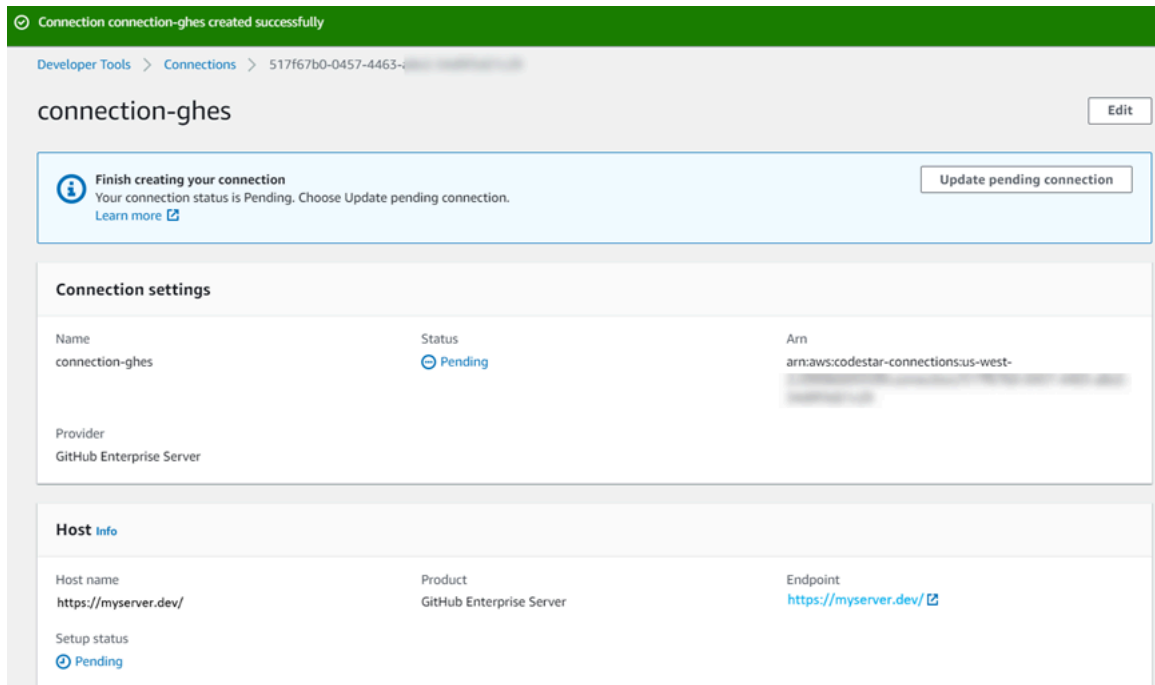 Connection connection-ghes created successfully
Developer Tools > Connections > 517f67b0-0457-4463-
connection-ghes
Edit
Finish creating your connection
Your connection status is Pending. Choose Update pending connection.
Learn more
Update pending connection
Connection settings
Name
connection-ghes
Status
Pending
Arn
arn:aws:codestar-connections:us-west-
Provider
GitHub Enterprise Server
Host Info
Host name
https://myserver.dev/
Product
GitHub Enterprise Server
Endpoint
https://myserver.dev/
Setup status
Pending